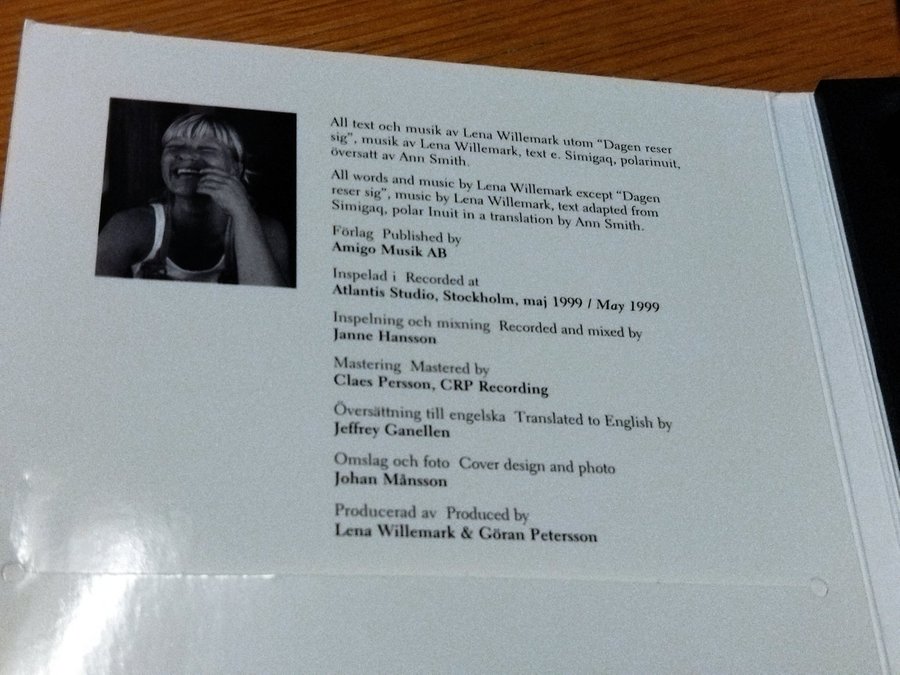 All text och musik av Lena Willemark utom "Dagen reser
sig", musik av Lena Willemark, text e. Simigaq, polarinuit,
översatt av Ann Smith.
All words and music by Lena Willemark except "Dagen
reser sig", music by Lena Willemark, text adapted from
Simigaq, polar Inuit in a translation by Ann Smith.
Förlag Published by
Amigo Musik AB
Inspelad i Recorded at
Atlantis Studio, Stockholm, maj 1999 / May 1999
Inspelning och mixning Recorded and mixed by
Janne Hansson
Mastering Mastered by
Claes Persson, CRP Recording
Översättning till engelska Translated to English by
Jeffrey Ganellen
Omslag och foto Cover design and photo
Johan Månsson
Producerad av Produced by
Lena Willemark & Göran Petersson